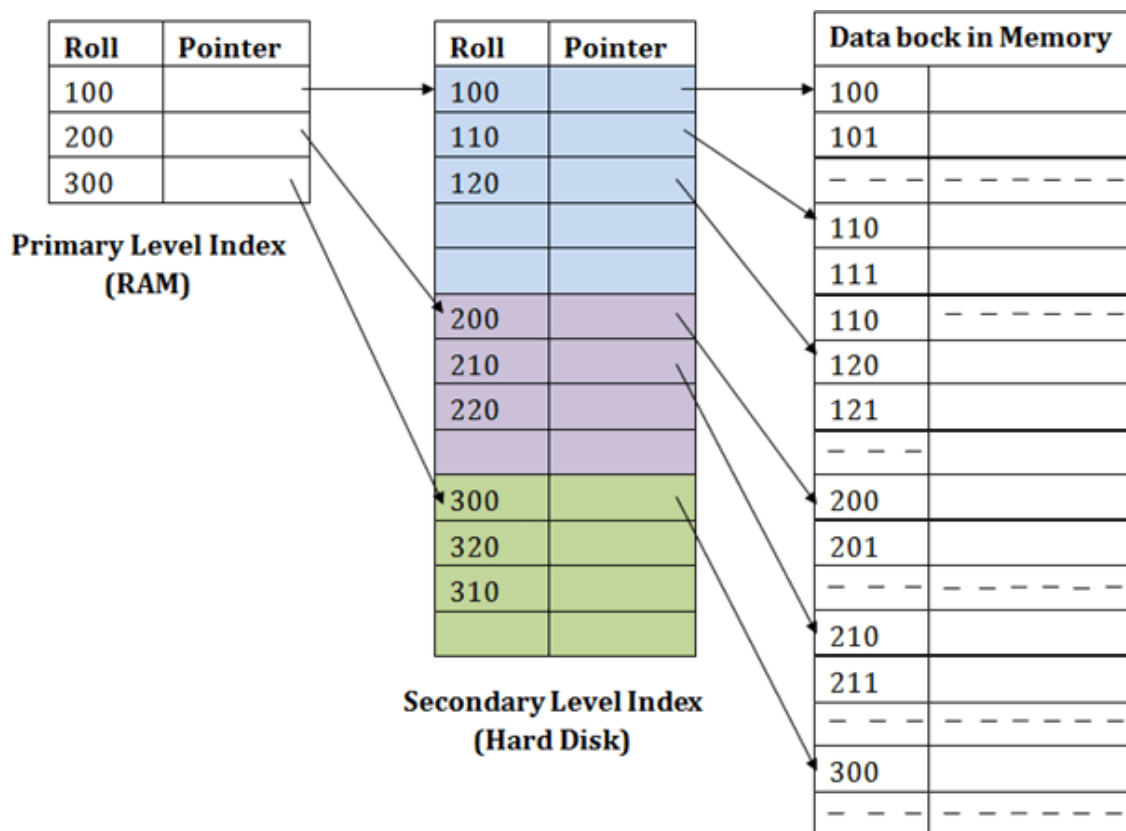 Roll Pointer
100
200
300
Primary Level Index
(RAM)
Roll Pointer
100
110
120
200
210
220
300
320
310
Secondary Level Index
(Hard Disk)
Data bock in Memory
100
101
_ _ _ _ _ _ _ _ _
110
111
110 _ _ _ _ _ _
120
121
_ _ _
200
201
_ _ _ _ _ _ _ _ _
210
211
_ _ _ _ _ _ _ _ _
300
_ _ _ _ _ _ _ _ _